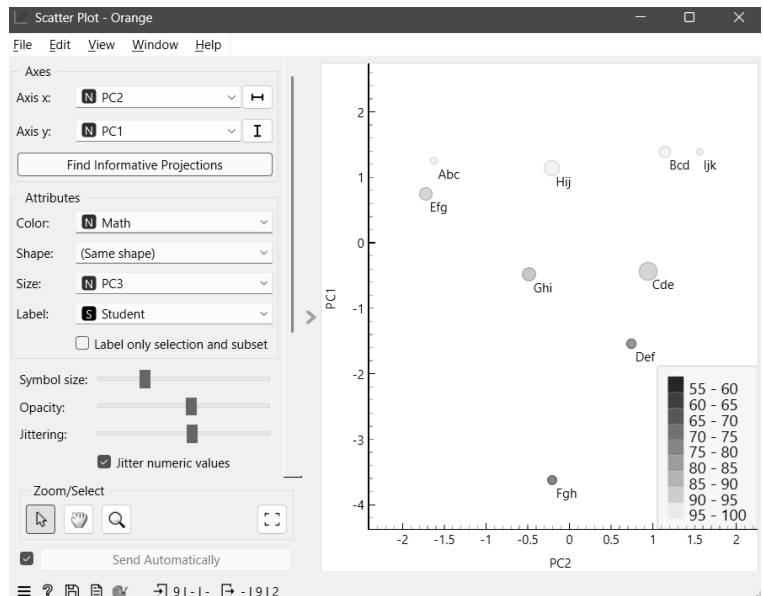 Scatter Plot - Orange
File Edit View Window Help
Axes
Axis x: N PC2
Axis y: N PC1
Find Informative Projections
Attributes
Color: N Math
Shape: (Same shape)
Size: N PC3
Label: S Student
Label only selection and subset
Symbol size:
Opacity:
Jittering:
Jitter numeric values
Zoom/Select
Send Automatically
9 | - | - - | 9 | 2
PC1
2
1
0
-1
-2
-3
-4
Abc
Efg
Hij
Bcd
Ijk
Ghi
Cde
Def
Fgh
55 - 60
60 - 65
65 - 70
70 - 75
75 - 80
80 - 85
85 - 90
90 - 95
95 - 100
-2 -1.5 -1 -0.5 0 0.5 1 1.5 2
PC2